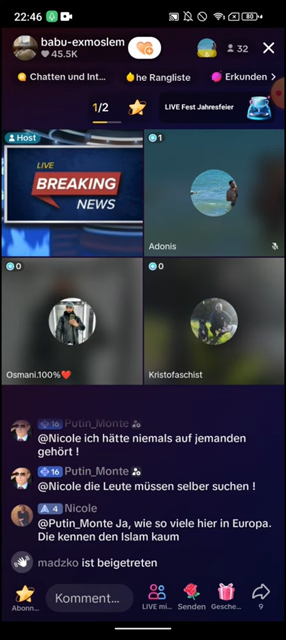 22:46
80
babu-exmoslem
45.5K
32
Chatten und Int...
he Rangliste
Erkunden
1/2
LIVE Fest Jahresfeier
Host
LIVE
BREAKING
NEWS
1
Adonis
0
Osmani.100%❤️
0
Kristofaschist
16 Putin_Monte
@Nicole ich hätte niemals auf jemanden
gehört !
16 Putin_Monte
@Nicole die Leute müssen selber suchen !
4 Nicole
@Putin_Monte Ja, wie so viele hier in Europa.
Die kennen den Islam kaum
madzko ist beigetreten
Abonn...
Komment...
LIVE mi...
Senden
Gesche...
9